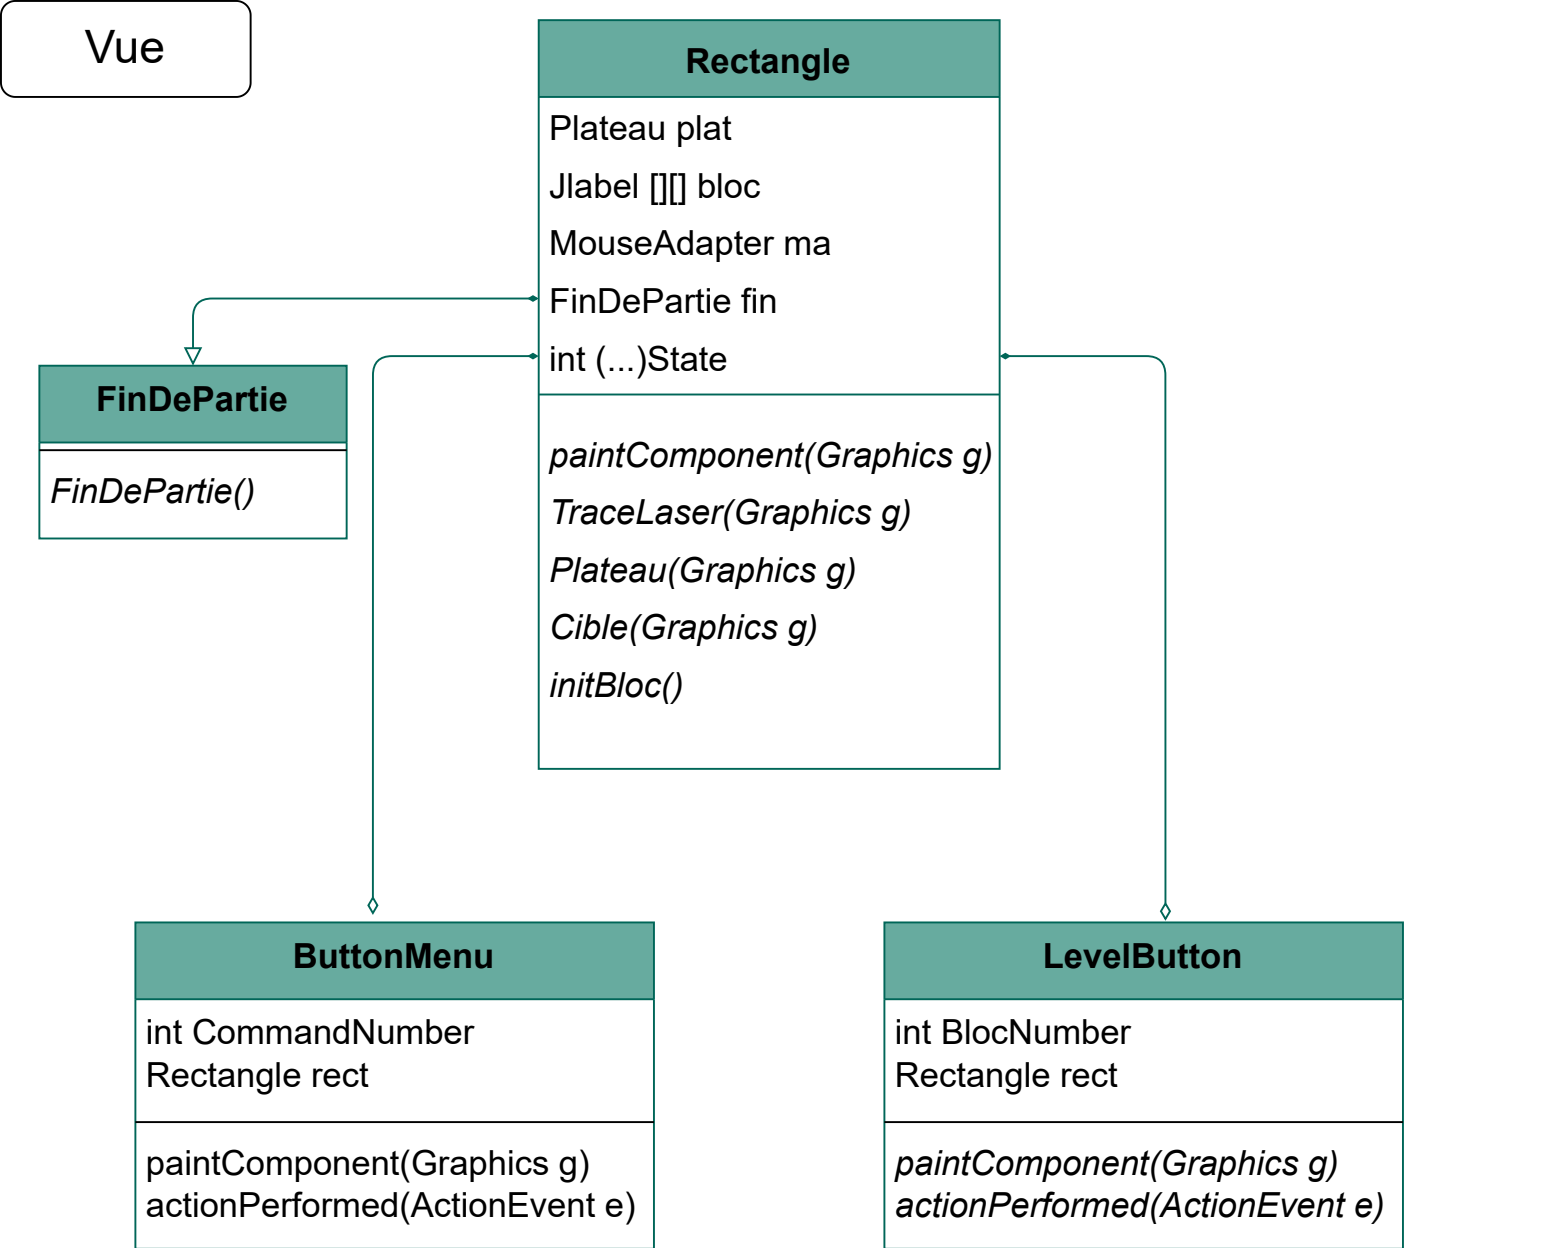 Vue
Rectangle
Plateau plat
Jlabel [][] bloc
MouseAdapter ma
FinDePartie fin
int (...)State
paintComponent(Graphics g)
TraceLaser(Graphics g)
Plateau(Graphics g)
Cible(Graphics g)
initBloc()
FinDePartie
FinDePartie()
ButtonMenu
int CommandNumber
Rectangle rect
paintComponent(Graphics g)
actionPerformed(ActionEvent e)
LevelButton
int BlocNumber
Rectangle rect
paintComponent(Graphics g)
actionPerformed(ActionEvent e)